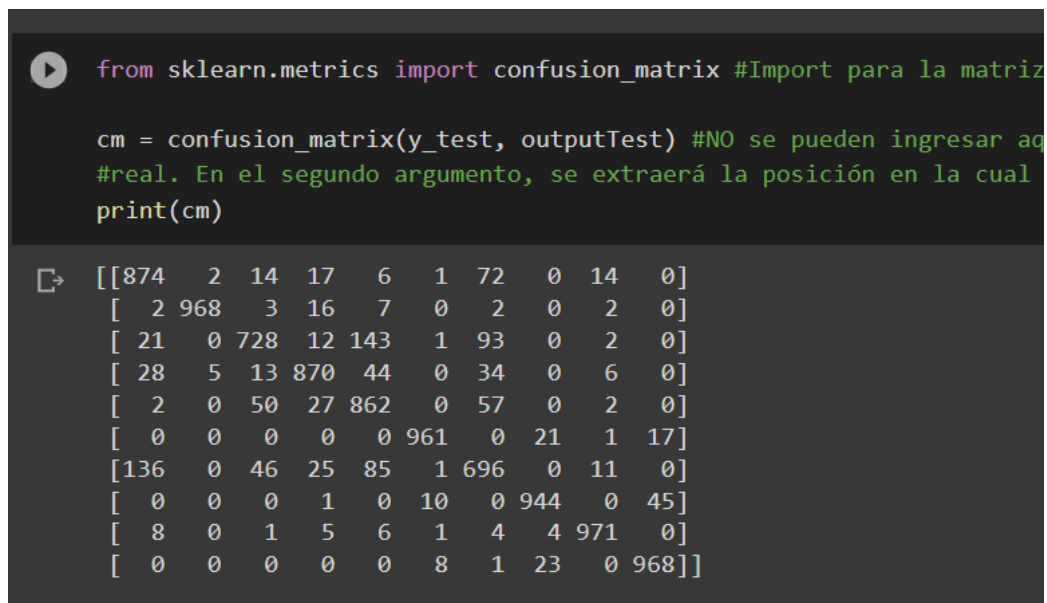 from sklearn.metrics import confusion_matrix #Import para la matriz
cm = confusion_matrix(y_test, outputTest) #NO se pueden ingresar aq
#real. En el segundo argumento, se extraerá la posición en la cual
print(cm)
[[874 2 14 17 6 1 72 0 14 0]
[ 2 968 3 16 7 0 2 0 2 0]
[ 21 0 728 12 143 1 93 0 2 0]
[ 28 5 13 870 44 0 34 0 6 0]
[ 2 0 50 27 862 0 57 0 2 0]
[ 0 0 0 0 0 961 0 21 1 17]
[136 0 46 25 85 1 696 0 11 0]
[ 0 0 0 1 0 10 0 944 0 45]
[ 8 0 1 5 6 1 4 4 971 0]
[ 0 0 0 0 0 8 1 23 0 968]]